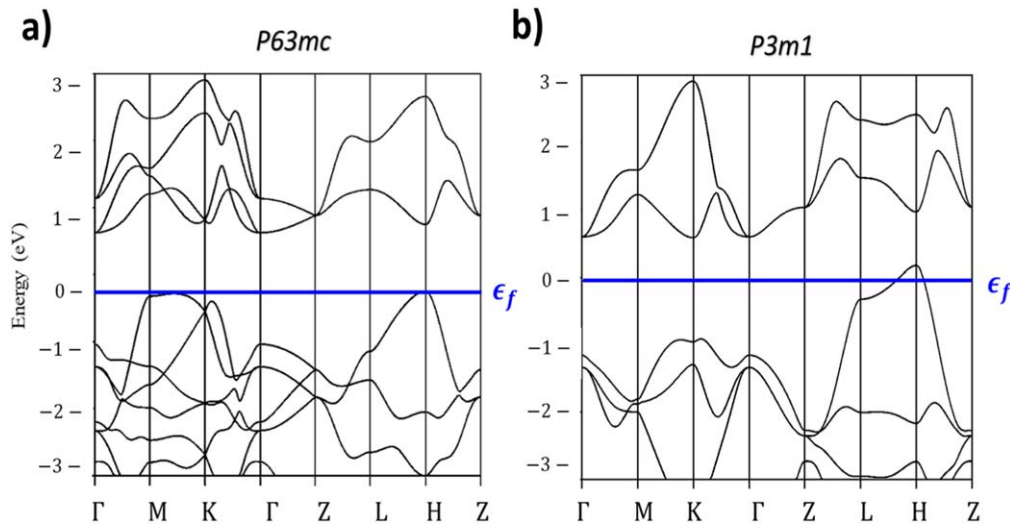 a)
P63mc
3
2
1
0
−1
−2
−3
Energy (eV)
ϵf
Γ M K Γ Z L H Z
b)
P3m1
3
2
1
0
−1
−2
−3
ϵf
Γ M K Γ Z L H Z